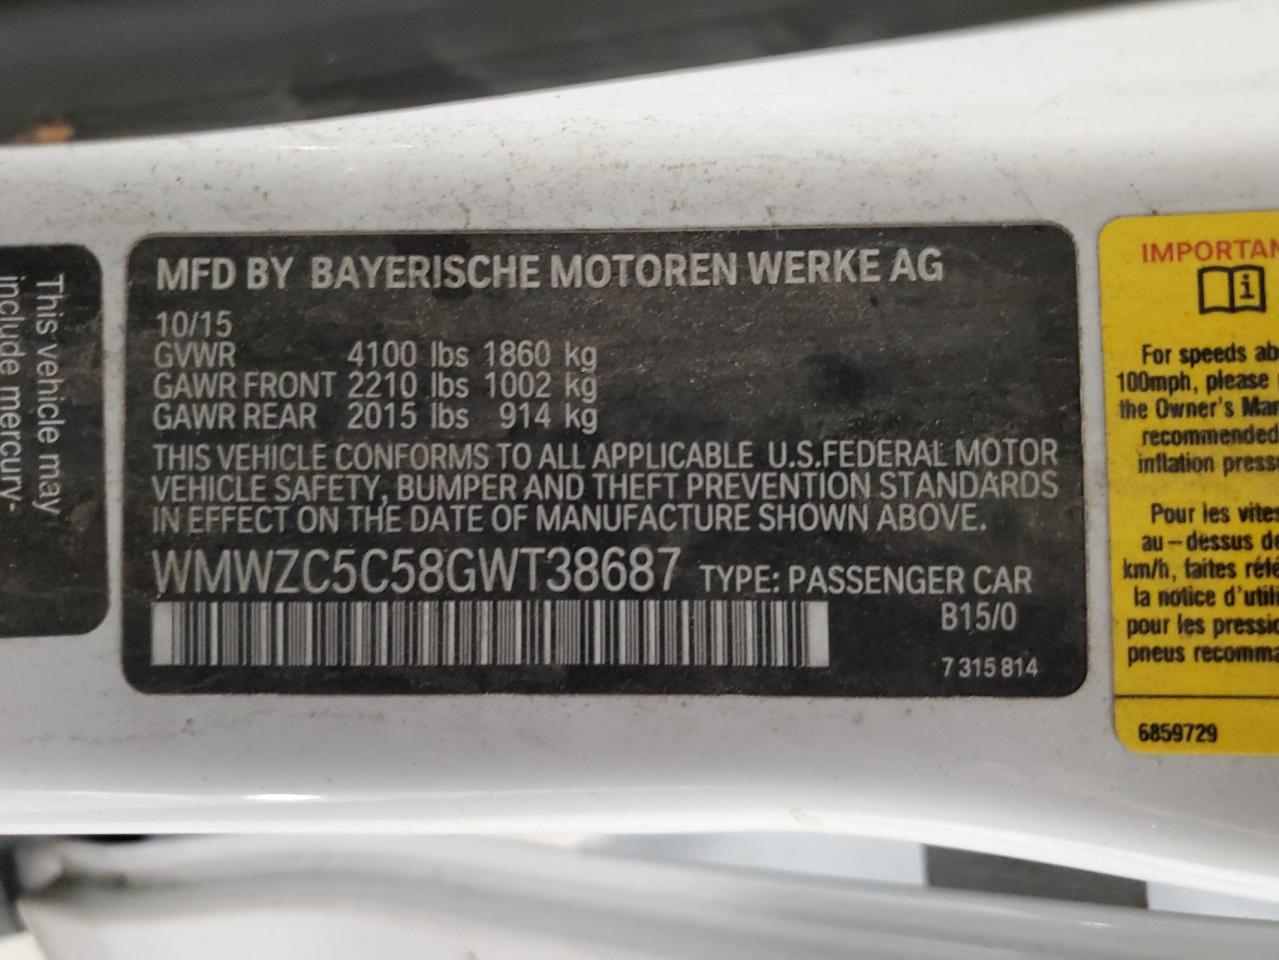 This vehicle may
include mercury-
MFD BY BAYERISCHE MOTOREN WERKE AG
10/15
GVWR 4100 lbs 1860 kg
GAWR FRONT 2210 lbs 1002 kg
GAWR REAR 2015 lbs 914 kg
THIS VEHICLE CONFORMS TO ALL APPLICABLE U.S.FEDERAL MOTOR
VEHICLE SAFETY, BUMPER AND THEFT PREVENTION STANDARDS
IN EFFECT ON THE DATE OF MANUFACTURE SHOWN ABOVE.
WMWZC5C58GWT38687 TYPE: PASSENGER CAR
B15/0
7 315 814
IMPORTAN
i
For speeds ab
100mph, please
the Owner's Man
recommended
inflation press
Pour les vites
au-dessus de
km/h, faites réfé
la notice d'utili
pour les pressio
pneus recomma
6859729